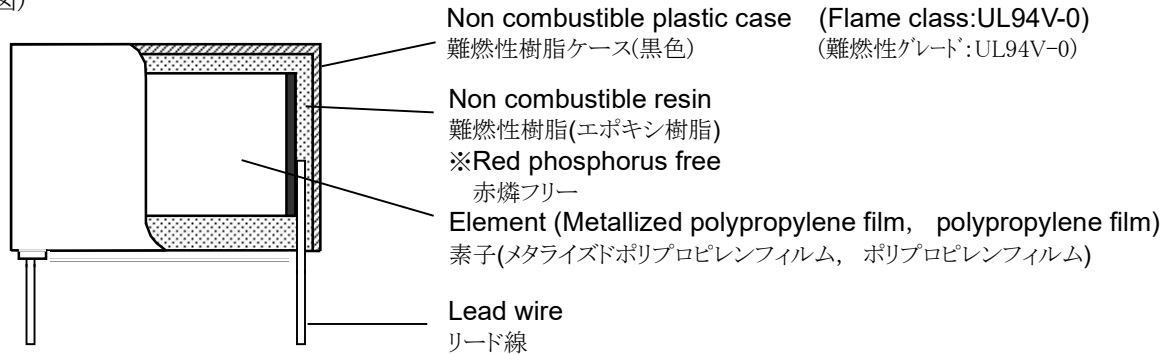 図)
Non combustible plastic case (Flame class:UL94V-0)
難燃性樹脂ケース(黒色) (難燃性グレード:UL94V-0)
Non combustible resin
難燃性樹脂(エポキシ樹脂)
※Red phosphorus free
赤燐フリー
Element (Metallized polypropylene film, polypropylene film)
素子(メタライズドポリプロピレンフィルム, ポリプロピレンフィルム)
Lead wire
リード線